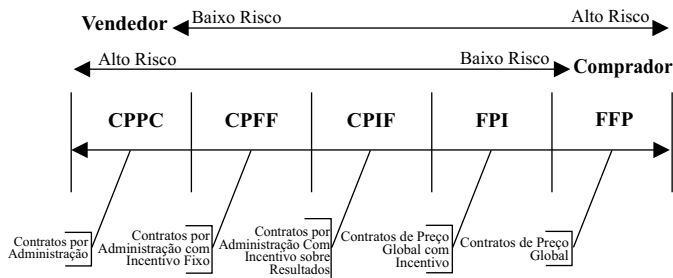 Vendedor Baixo Risco Alto Risco
Alto Risco Baixo Risco Comprador
CPPC CPFF CPIF FPI FFP
Contratos por
Administração
Contratos por
Administração com
Incentivo Fixo
Contratos por
Administração Com
Incentivo sobre
Resultados
Contratos de Preço
Global com
Incentivo
Contratos de Preço
Global